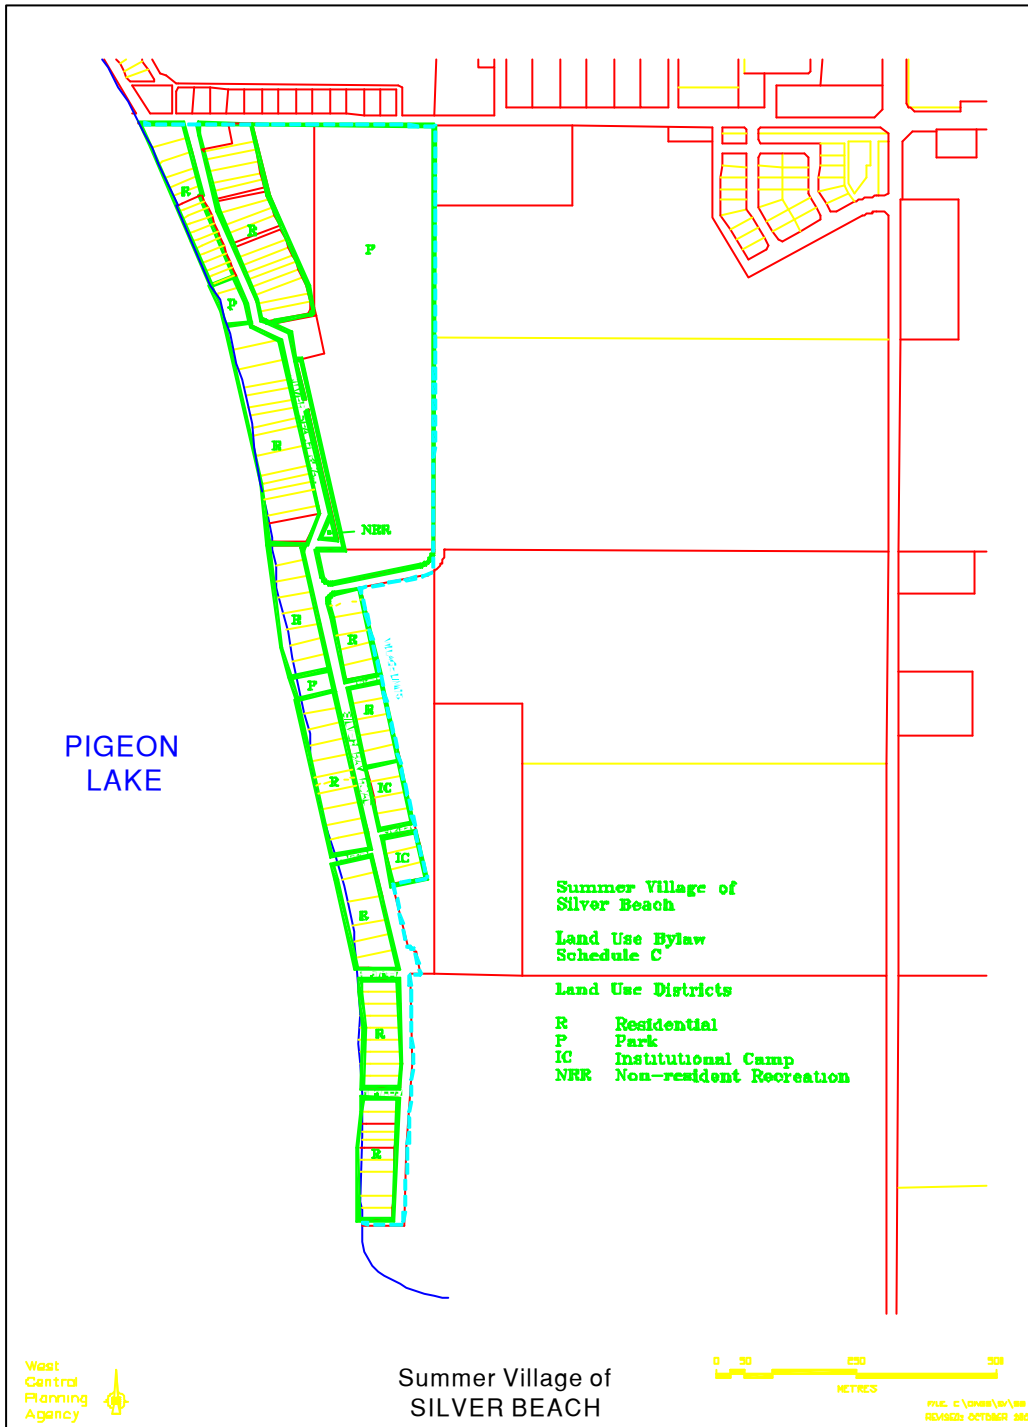 R
R
P
P
R
NRR
R
R
P
R
R
IC
IC
R
R
R
PIGEON
LAKE
Summer Village of
Silver Beach
Land Use Bylaw
Schedule C
Land Use Districts
R Residential
P Park
IC Institutional Camp
NRR Non-resident Recreation
West
Central
Planning
Agency
Summer Village of
SILVER BEACH
0 50 250 500
METRES
REVISED: OCTOBER